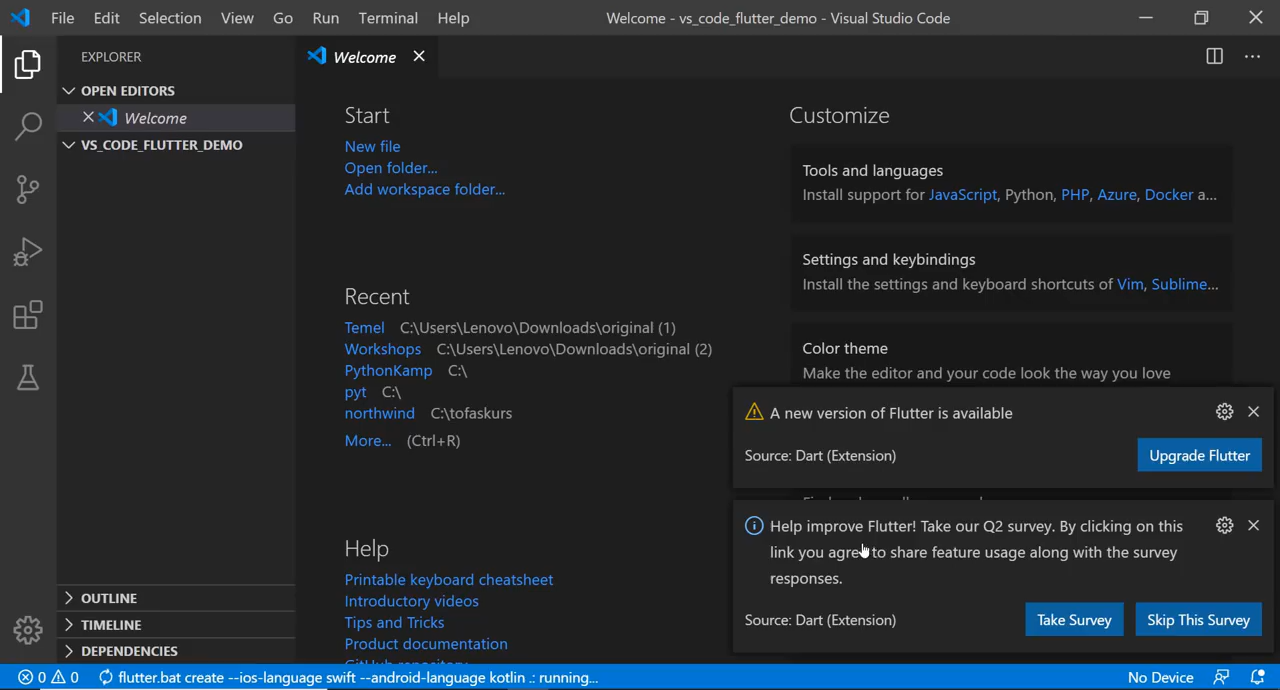 File Edit Selection View Go Run Terminal Help
Welcome - vs_code_flutter_demo - Visual Studio Code
EXPLORER
OPEN EDITORS
Welcome
VS_CODE_FLUTTER_DEMO
OUTLINE
TIMELINE
DEPENDENCIES
Welcome
Start
New file
Open folder...
Add workspace folder...
Recent
Temel C:\Users\Lenovo\Downloads\original (1)
Workshops C:\Users\Lenovo\Downloads\original (2)
PythonKamp C:\
pyt C:\
northwind C:\tofaskurs
More... (Ctrl+R)
Help
Printable keyboard cheatsheet
Introductory videos
Tips and Tricks
Product documentation
GitHub repository
Customize
Tools and languages
Install support for JavaScript, Python, PHP, Azure, Docker a...
Settings and keybindings
Install the settings and keyboard shortcuts of Vim, Sublime...
Color theme
Make the editor and your code look the way you love
A new version of Flutter is available
Source: Dart (Extension)
Upgrade Flutter
Help improve Flutter! Take our Q2 survey. By clicking on this
link you agree to share feature usage along with the survey
responses.
Source: Dart (Extension)
Take Survey
Skip This Survey
0 0 flutter.bat create --ios-language swift --android-language kotlin .: running...
No Device